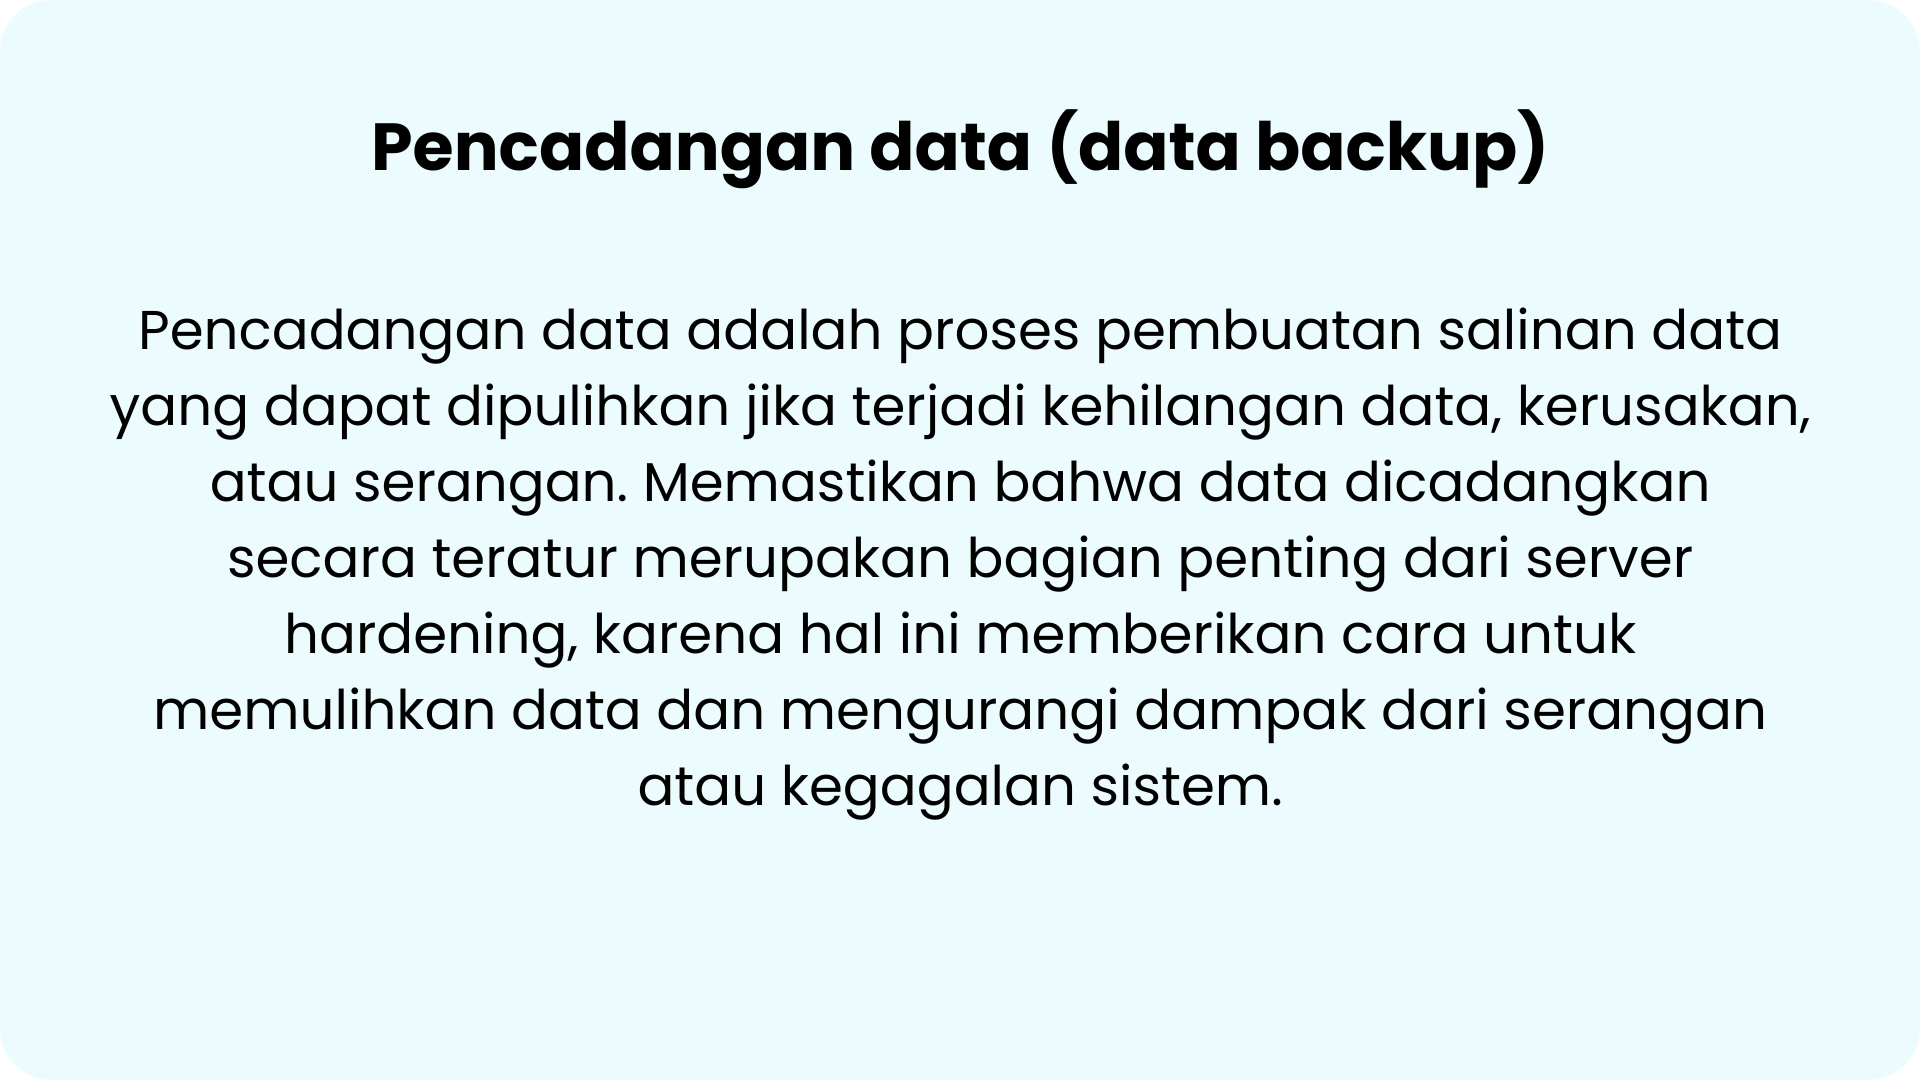 Pencadangan data (data backup)
Pencadangan data adalah proses pembuatan salinan data
yang dapat dipulihkan jika terjadi kehilangan data, kerusakan,
atau serangan. Memastikan bahwa data dicadangkan
secara teratur merupakan bagian penting dari server
hardening, karena hal ini memberikan cara untuk
memulihkan data dan mengurangi dampak dari serangan
atau kegagalan sistem.